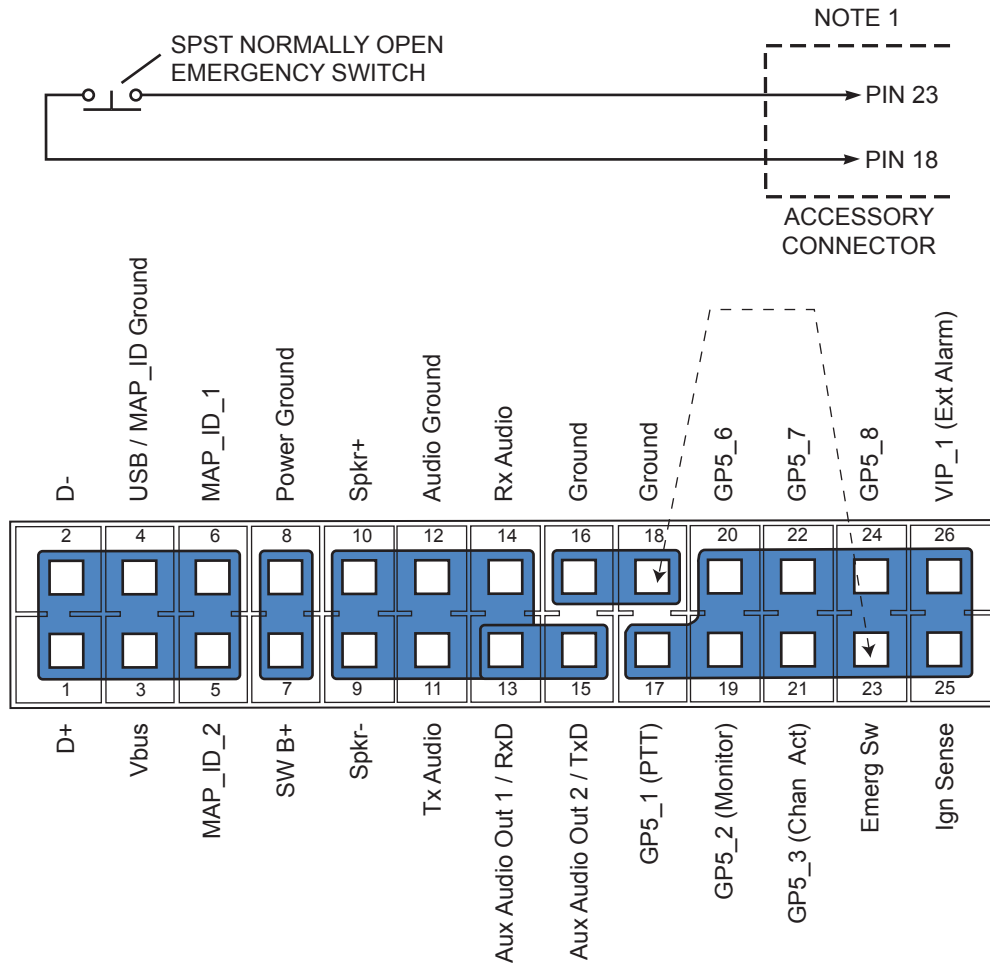 NOTE 1
SPST NORMALLY OPEN
EMERGENCY SWITCH
PIN 23
PIN 18
ACCESSORY
CONNECTOR
D-
USB / MAP_ID Ground
MAP_ID_1
Power Ground
Spkr+
Audio Ground
Rx Audio
Ground
Ground
GP5_6
GP5_7
GP5_8
VIP_1 (Ext Alarm)
2
4
6
8
10
12
14
16
18
20
22
24
26
1
3
5
7
9
11
13
15
17
19
21
23
25
D+
Vbus
MAP_ID_2
SW B+
Spkr-
Tx Audio
Aux Audio Out 1 / RxD
Aux Audio Out 2 / TxD
GP5_1 (PTT)
GP5_2 (Monitor)
GP5_3 (Chan Act)
Emerg Sw
Ign Sense